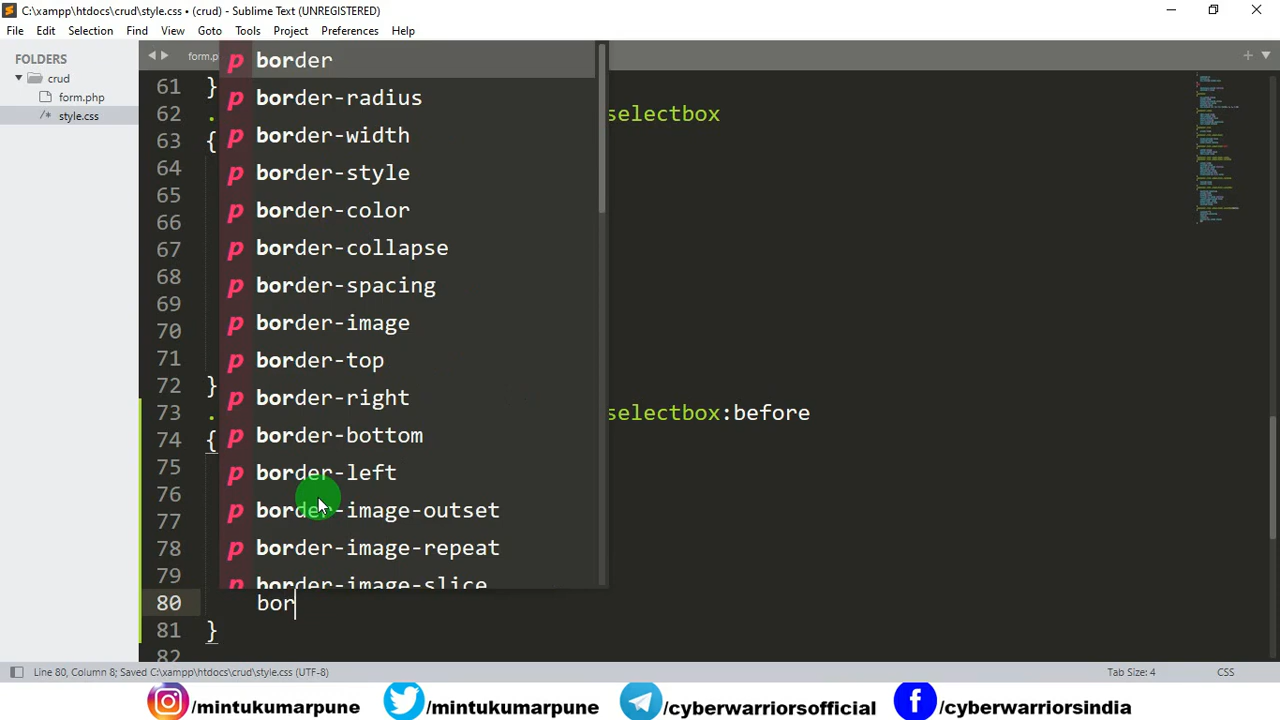 C:\xampp\htdocs\crud\style.css • (crud) - Sublime Text (UNREGISTERED)
File Edit Selection Find View Goto Tools Project Preferences Help
FOLDERS
crud
form.php
/* style.css
form.p
61 }
62 . selectbox
63 {
64
65
66
67
68
69
70
71
72 }
73 . selectbox:before
74 {
75
76
77
78
79
80 bor
81 }
82
p border
p border-radius
p border-width
p border-style
p border-color
p border-collapse
p border-spacing
p border-image
p border-top
p border-right
p border-bottom
p border-left
p border-image-outset
p border-image-repeat
p border-image-slice
Line 80, Column 8; Saved C:\xampp\htdocs\crud\style.css (UTF-8)
Tab Size: 4
CSS
/mintukumarpune
/mintukumarpune
/cyberwarriorsofficial
/cyberwarriorsindia